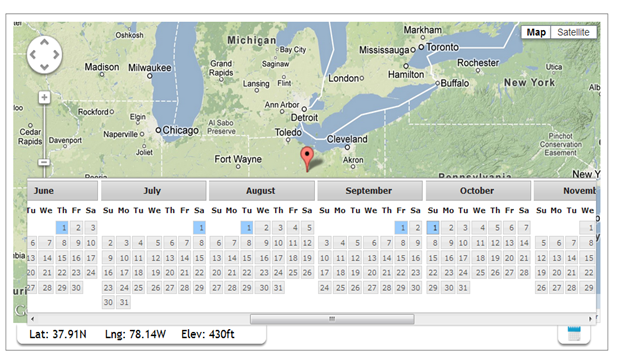 Markham
Map Satellite
Oshkosh
Michigan
Bay City
Mississauga
Toronto
Madison
Milwaukee
Grand Rapids
Saginaw
Rochester
Utica
Lansing
Flint
London
Hamilton
Buffalo
New York
Alb
Rockford
Elgin
Ann Arbor
Detroit
Cedar Rapids
Davenport
Naperville
Chicago
Al Sabo Preserve
Toledo
Cleveland
Pinchot Conservation Easement
Joliet
Fort Wayne
Akron
Peoria
Pennsylvania
New Y
June July August September October Novemb
Tu We Th Fr Sa Su Mo Tu We Th Fr Sa Su Mo Tu We Th Fr Sa Su Mo Tu We Th Fr Sa Su Mo Tu We Th Fr Sa Su Mo Tu We
1 2 3 1 1 2 3 4 5 1 2 1 2 3 4 5 6 7 1
6 7 8 9 10 2 3 4 5 6 7 8 6 7 8 9 10 11 12 3 4 5 6 7 8 9 8 9 10 11 12 13 14 5 6 7 8
13 14 15 16 17 9 10 11 12 13 14 15 13 14 15 16 17 18 19 10 11 12 13 14 15 16 15 16 17 18 19 20 21 12 13 14 15
20 21 22 23 24 16 17 18 19 20 21 22 20 21 22 23 24 25 26 17 18 19 20 21 22 23 22 23 24 25 26 27 28 19 20 21 22
27 28 29 30 23 24 25 26 27 28 29 27 28 29 30 31 24 25 26 27 28 29 30 29 30 31 26 27 28 29
30 31
Lat: 37.91N Lng: 78.14W Elev: 430ft